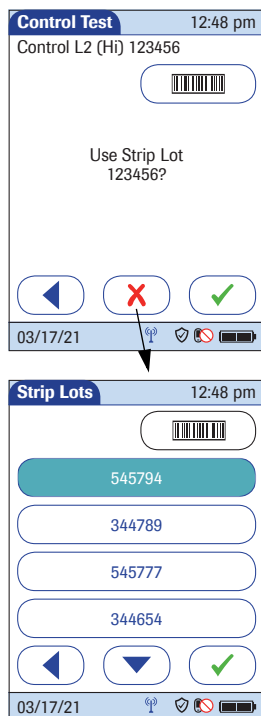 Control Test 12:48 pm
Control L2 (Hi) 123456
Use Strip Lot
123456?
03/17/21
Strip Lots 12:48 pm
545794
344789
545777
344654
03/17/21